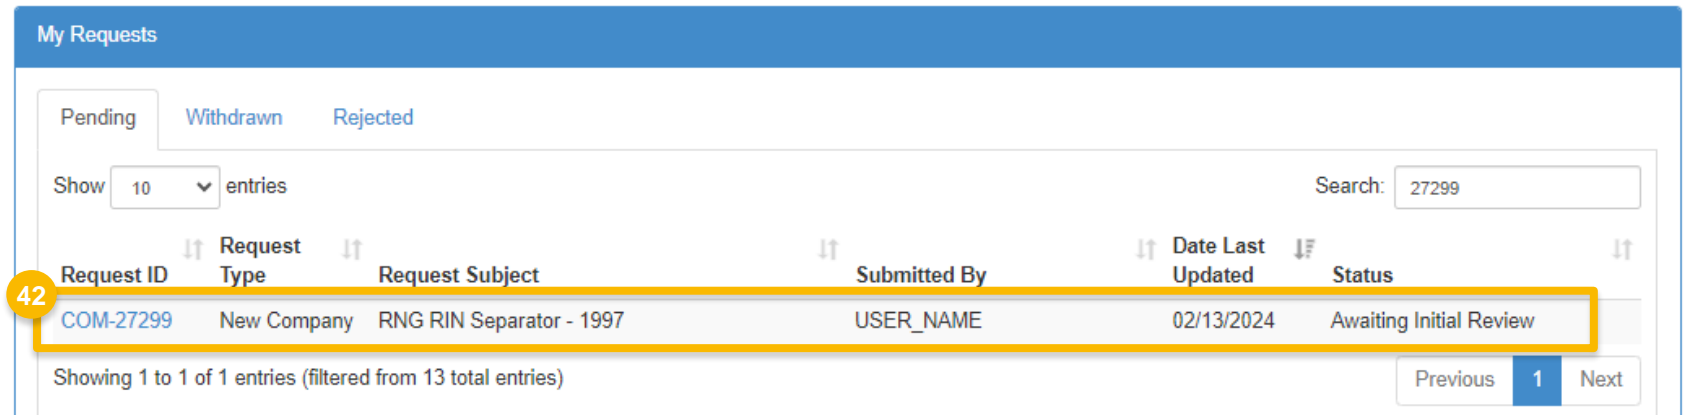 My Requests
Pending Withdrawn Rejected
Show 10 entries Search: 27299
Request ID Request Type Request Subject Submitted By Date Last Updated Status
42
COM-27299 New Company RNG RIN Separator - 1997 USER_NAME 02/13/2024 Awaiting Initial Review
Showing 1 to 1 of 1 entries (filtered from 13 total entries) Previous 1 Next